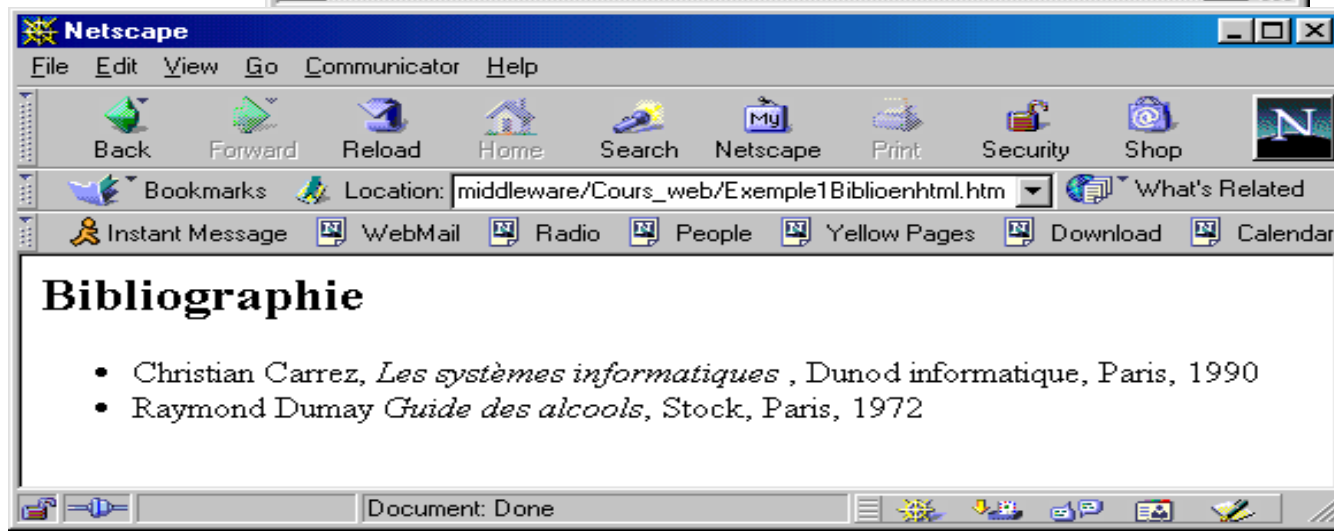 Netscape
File Edit View Go Communicator Help
My N
Back Forward Reload Home Search Netscape Print Security Shop
Bookmarks Location: middleware/Cours_web/Exemple1Biblioenhtml.htm What's Related
Instant Message WebMail Radio People Yellow Pages Download Calendar
Bibliographie
• Christian Carrez, Les systèmes informatiques , Dunod informatique, Paris, 1990
• Raymond Dumay Guide des alcools, Stock, Paris, 1972
Document: Done